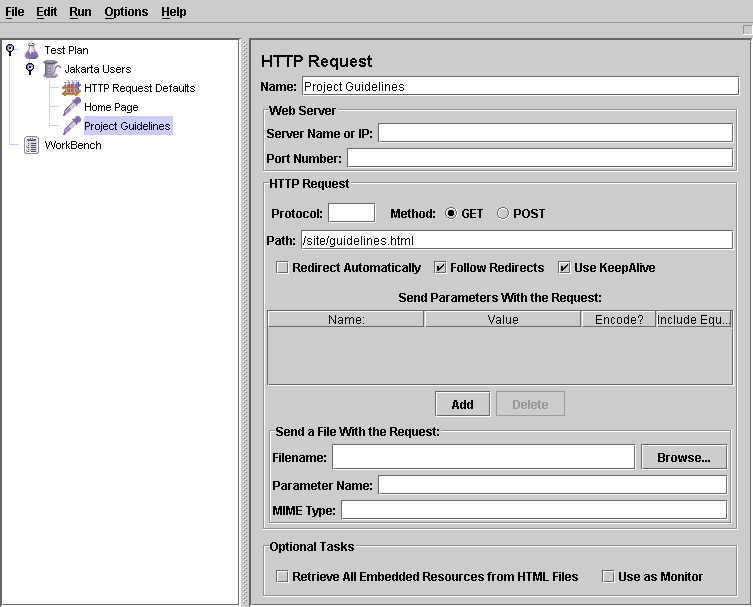 File Edit Run Options Help
Test Plan
Jakarta Users
HTTP Request Defaults
Home Page
Project Guidelines
WorkBench
HTTP Request
Name: Project Guidelines
Web Server
Server Name or IP:
Port Number:
HTTP Request
Protocol: Method: GET POST
Path: /site/guidelines.html
Redirect Automatically Follow Redirects Use KeepAlive
Send Parameters With the Request:
Name: Value Encode? Include Equ...
Add Delete
Send a File With the Request:
Filename: Browse...
Parameter Name:
MIME Type:
Optional Tasks
Retrieve All Embedded Resources from HTML Files Use as Monitor